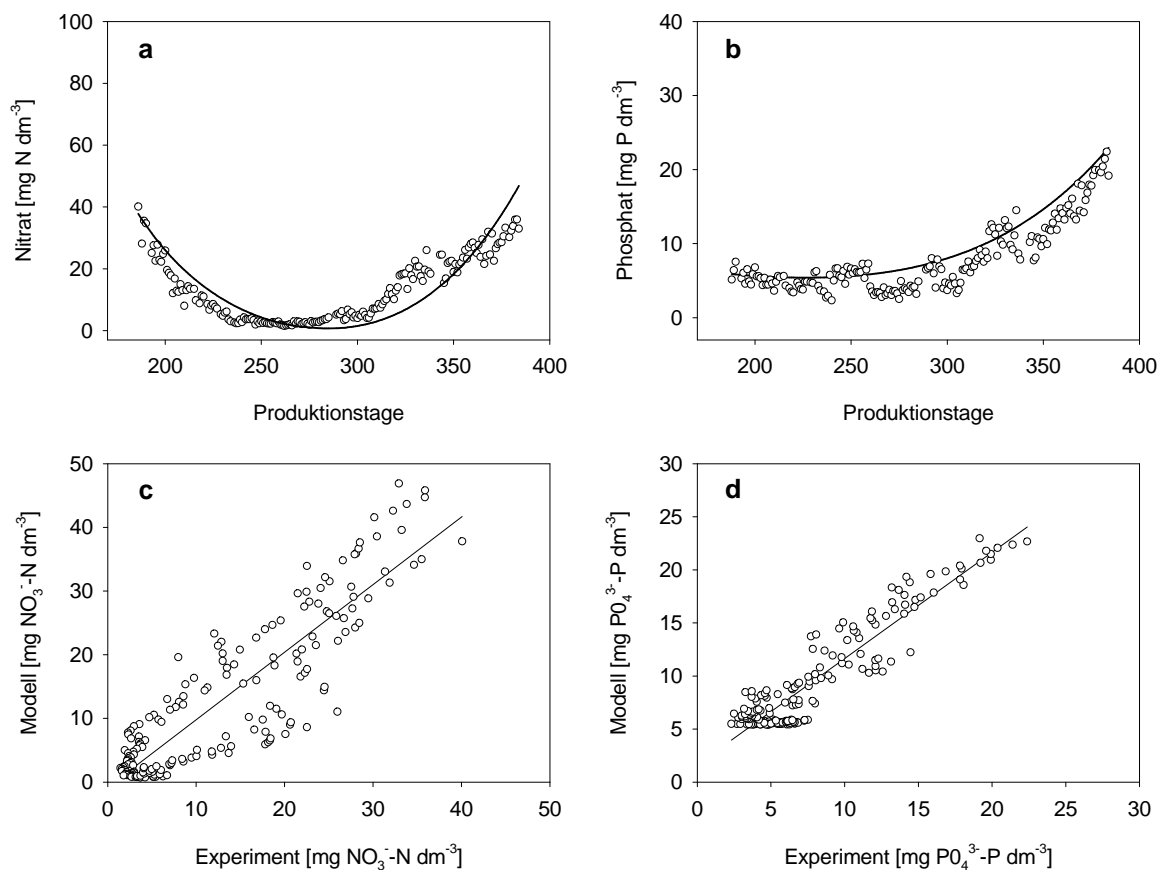 a
Nitrat [mg N dm⁻³]
100
80
60
40
20
0
200 250 300 350 400
Produktionstage
b
Phosphat [mg P dm⁻³]
40
30
20
10
0
200 250 300 350 400
Produktionstage
c
Modell [mg NO₃⁻-N dm⁻³]
50
40
30
20
10
0
0 10 20 30 40 50
Experiment [mg NO₃⁻-N dm⁻³]
d
Modell [mg P0₄³⁻-P dm⁻³]
30
25
20
15
10
5
0
0 5 10 15 20 25 30
Experiment [mg P0₄³⁻-P dm⁻³]